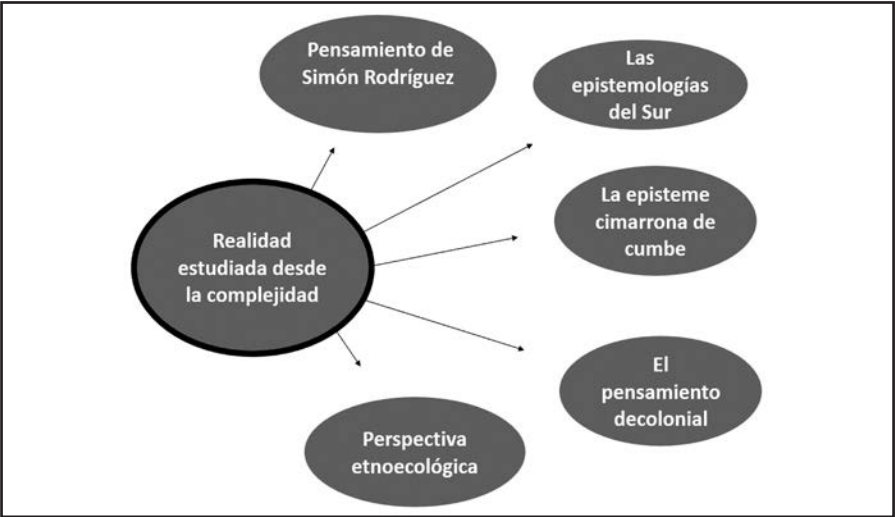 Pensamiento de
Simón Rodríguez
Las
epistemologías
del Sur
La episteme
cimarrona de
cumbe
Realidad
estudiada desde
la complejidad
El
pensamiento
decolonial
Perspectiva
etnoecológica